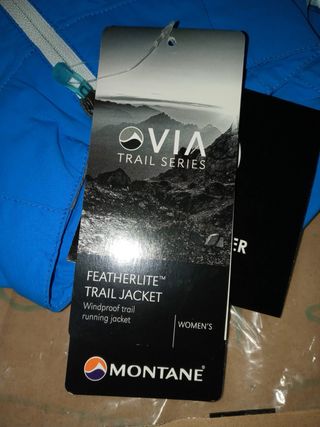 VIA
TRAIL SERIES
FEATHERLITE™
TRAIL JACKET
Windproof trail
running jacket
WOMEN'S
MONTANE®